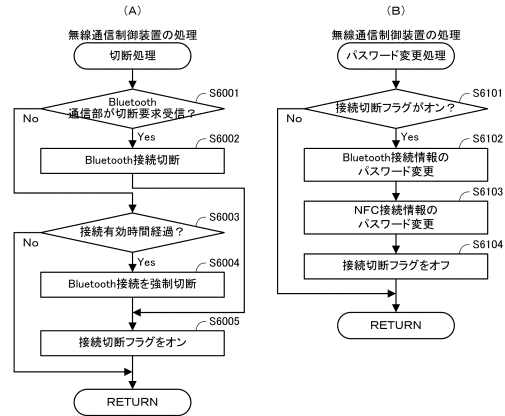 (A)
無線通信制御装置の処理
切断処理
S6001
Bluetooth
通信部が切断要求受信？
No
Yes
S6002
Bluetooth接続切断
S6003
接続有効時間経過？
No
Yes
S6004
Bluetooth接続を強制切断
S6005
接続切断フラグをオン
RETURN
(B)
無線通信制御装置の処理
パスワード変更処理
S6101
接続切断フラグがオン？
No
Yes
S6102
Bluetooth接続情報の
パスワード変更
S6103
NFC接続情報の
パスワード変更
S6104
接続切断フラグをオフ
RETURN